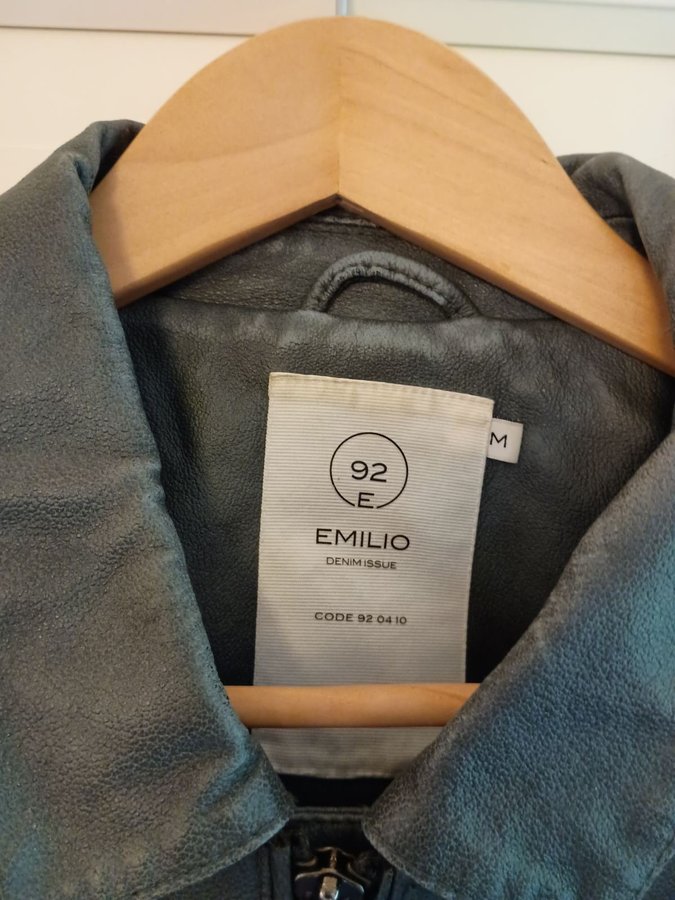 92
E
EMILIO
DENIM ISSUE
CODE 92 04 10
M